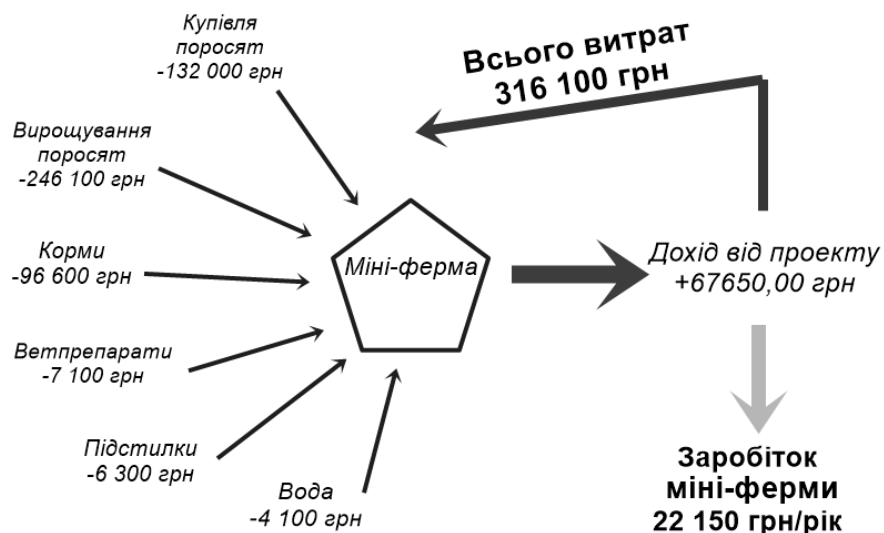 Купівля
поросят
-132 000 грн
Всього витрат
316 100 грн
Вирощування
поросят
-246 100 грн
Корми
-96 600 грн
Міні-ферма
Дохід від проекту
+67650,00 грн
Ветпрепарати
-7 100 грн
Підстилки
-6 300 грн
Вода
-4 100 грн
Заробіток
міні-ферми
22 150 грн/рік